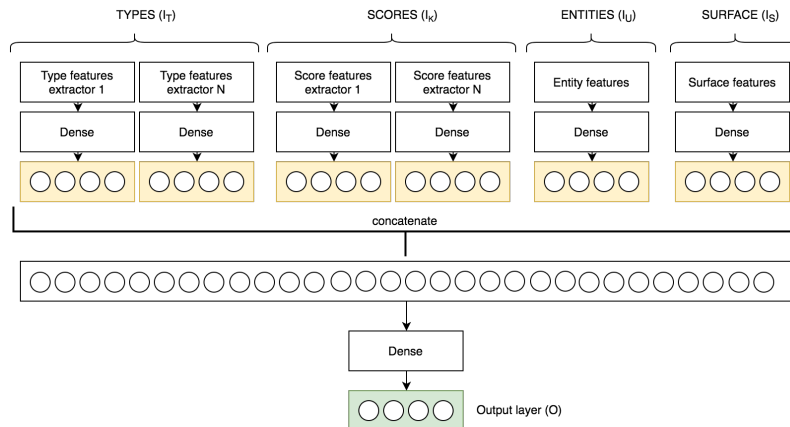 TYPES (I_T)
SCORES (I_K)
ENTITIES (I_U)
SURFACE (I_S)
Type features
extractor 1
Type features
extractor N
Score features
extractor 1
Score features
extractor N
Entity features
Surface features
Dense
Dense
Dense
Dense
Dense
Dense
concatenate
Dense
Output layer (O)